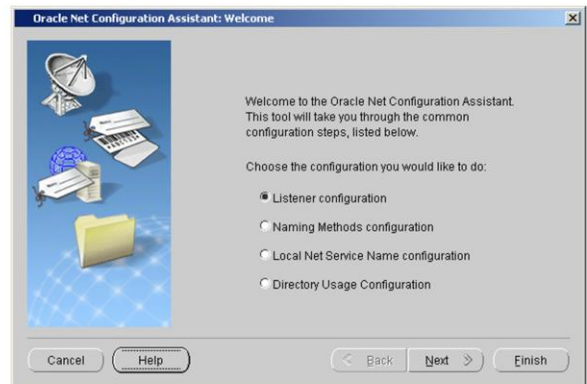 Oracle Net Configuration Assistant: Welcome
Welcome to the Oracle Net Configuration Assistant.
This tool will take you through the common
configuration steps, listed below.
Choose the configuration you would like to do:
Listener configuration
Naming Methods configuration
Local Net Service Name configuration
Directory Usage Configuration
Cancel
Help
Back
Next
Finish